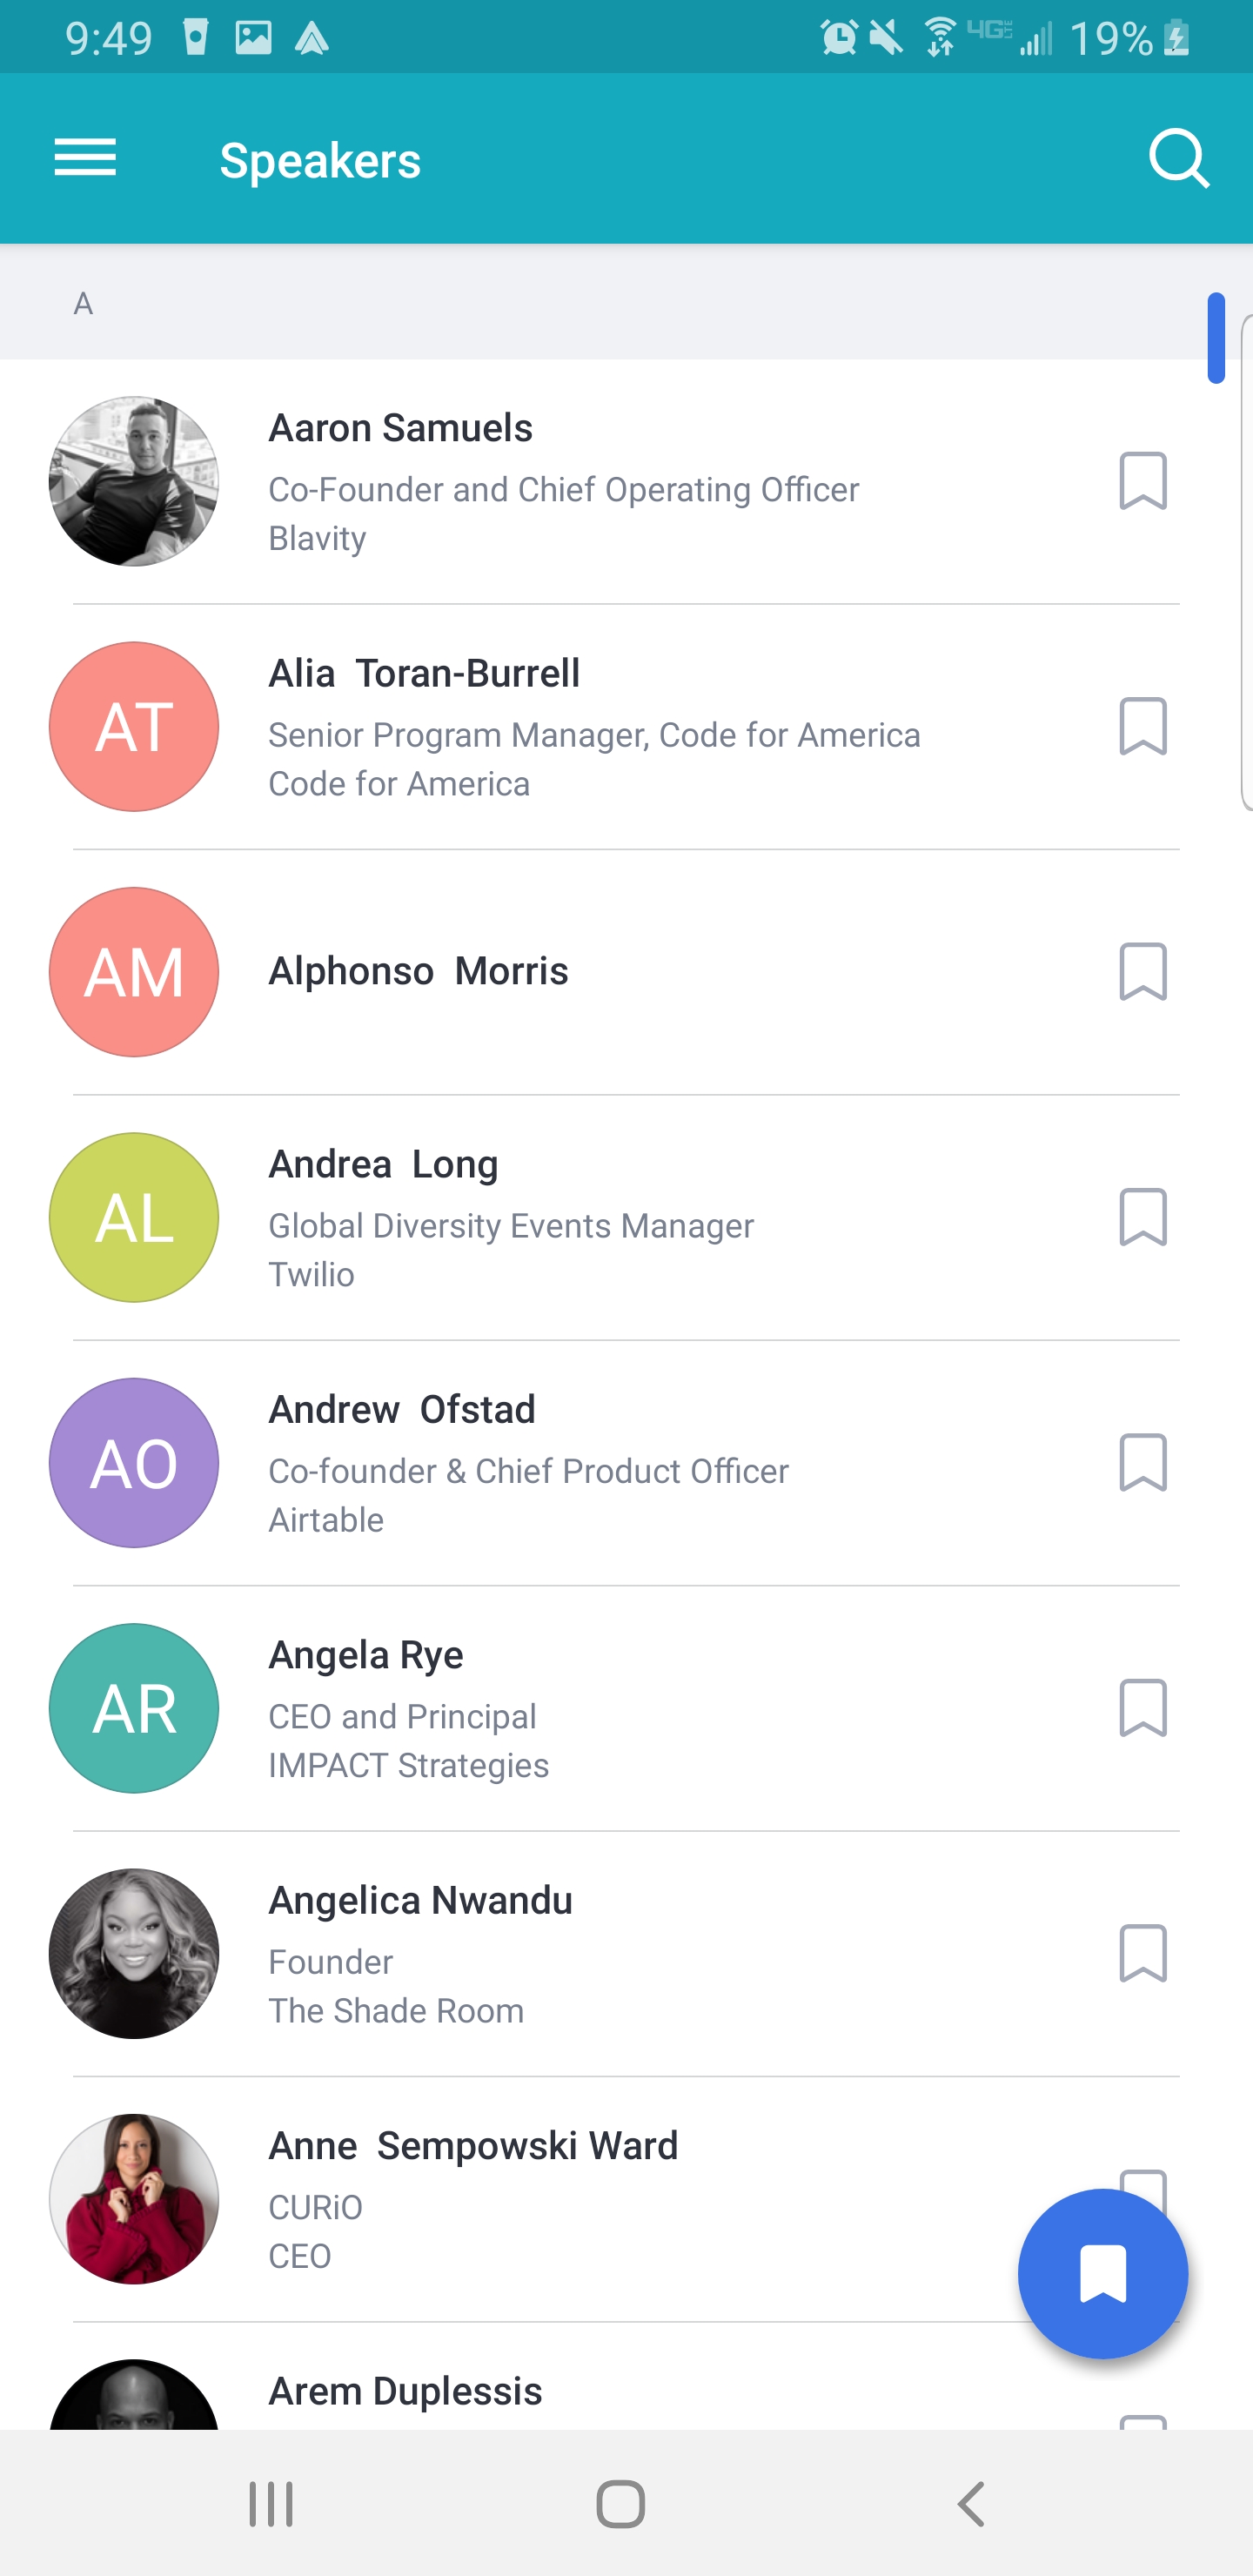 9:49 4G LTE 19%
Speakers
A
Aaron Samuels
Co-Founder and Chief Operating Officer
Blavity
AT
Alia  Toran-Burrell
Senior Program Manager, Code for America
Code for America
AM
Alphonso  Morris
AL
Andrea  Long
Global Diversity Events Manager
Twilio
AO
Andrew  Ofstad
Co-founder & Chief Product Officer
Airtable
AR
Angela Rye
CEO and Principal
IMPACT Strategies
Angelica Nwandu
Founder
The Shade Room
Anne  Sempowski Ward
CURiO
CEO
Arem Duplessis